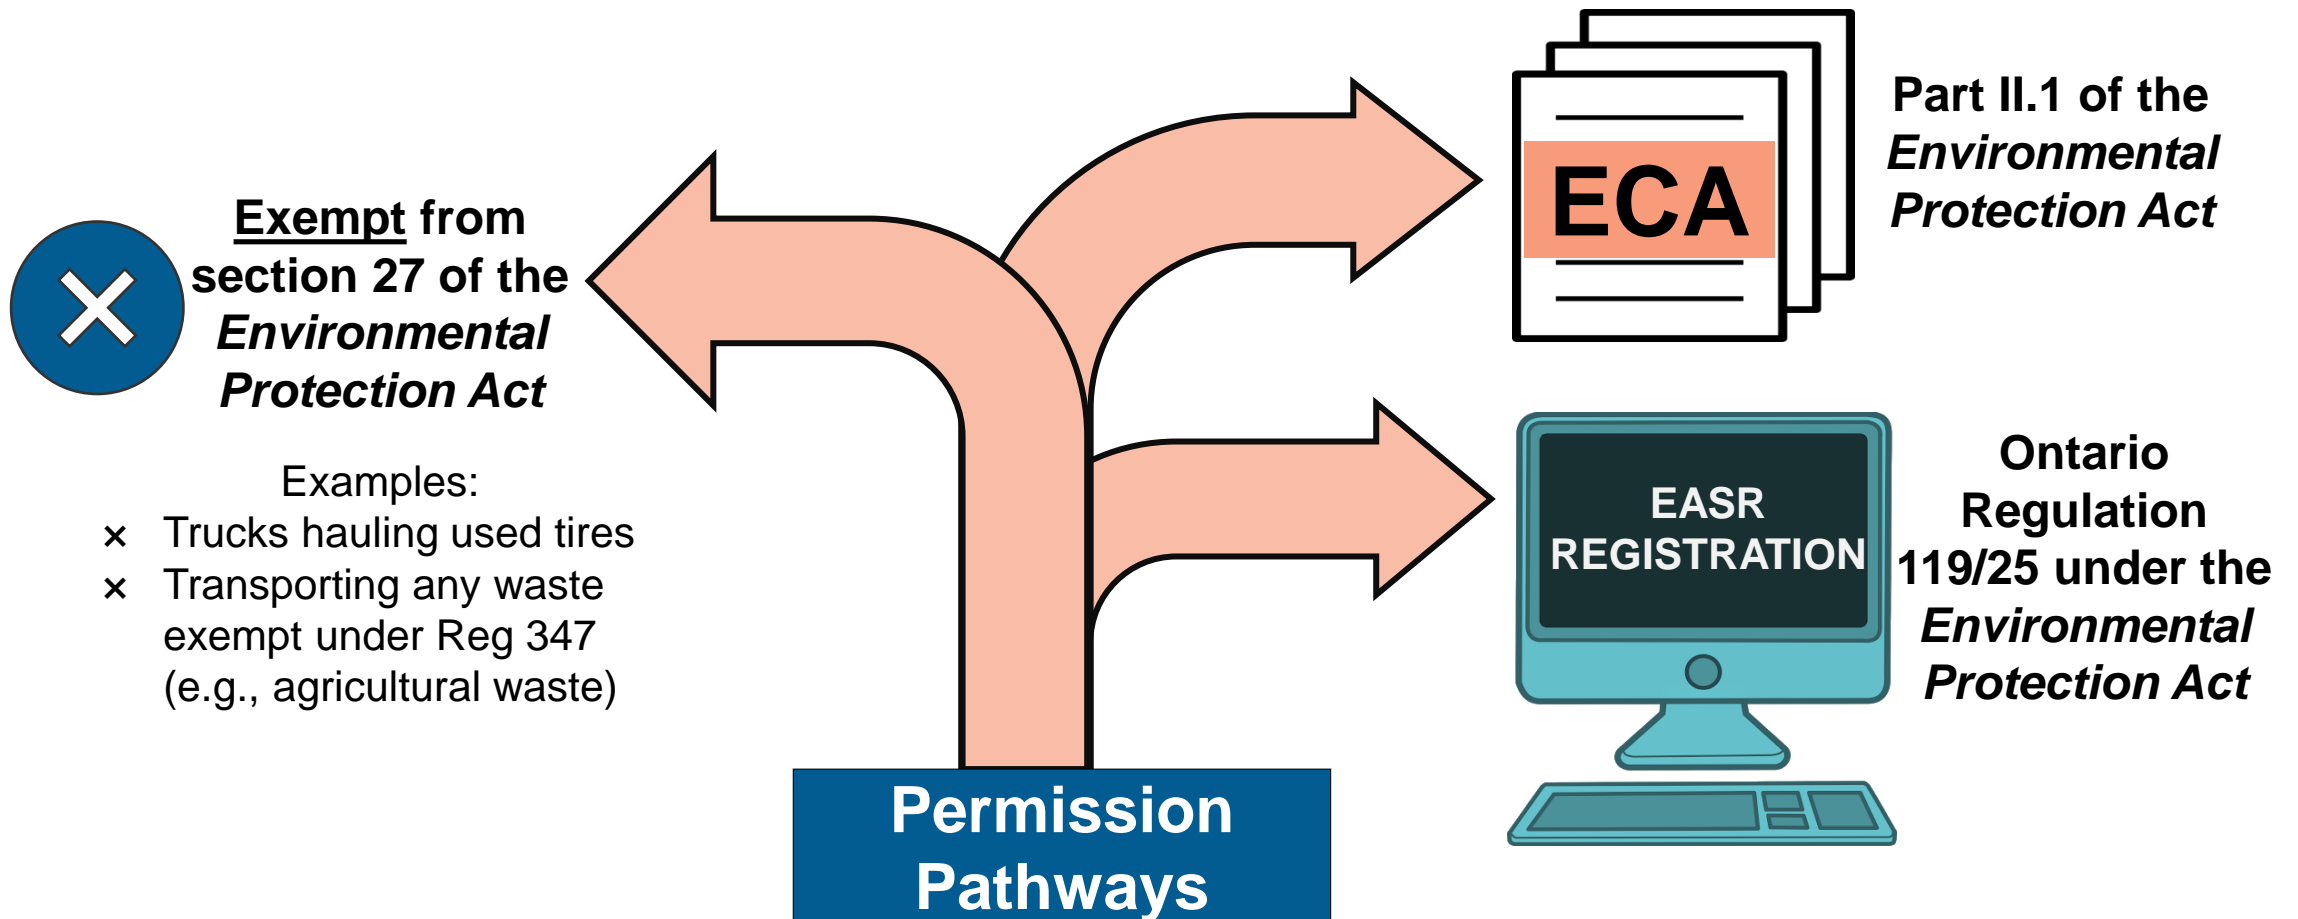 Exempt from
section 27 of the
Environmental
Protection Act
Examples:
× Trucks hauling used tires
× Transporting any waste
exempt under Reg 347
(e.g., agricultural waste)
ECA
Part II.1 of the
Environmental
Protection Act
EASR
REGISTRATION
Ontario
Regulation
119/25 under the
Environmental
Protection Act
Permission
Pathways